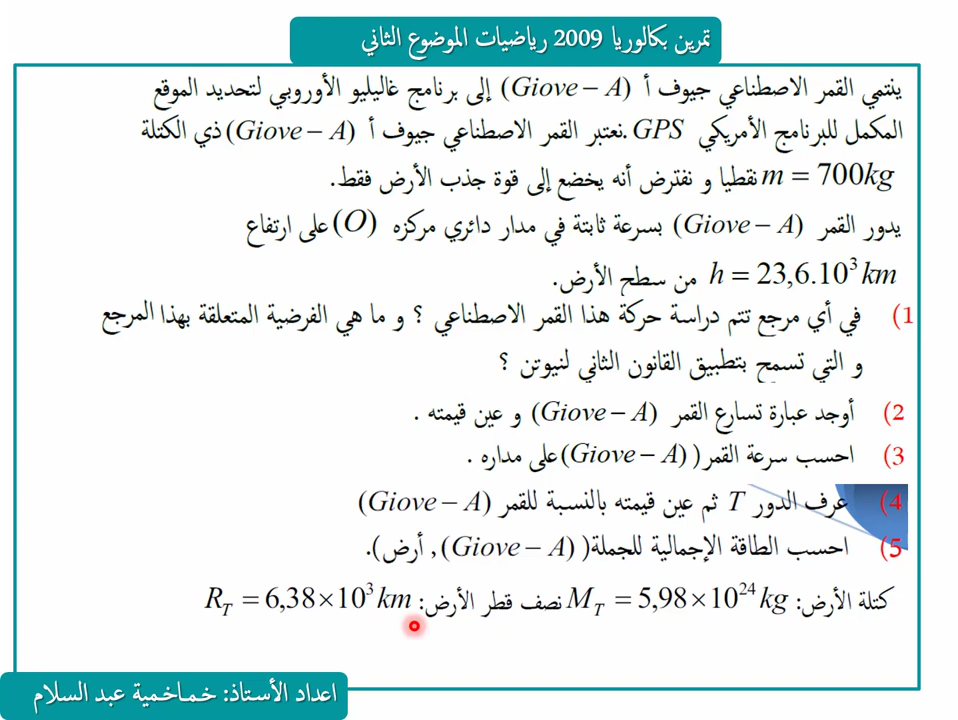 تمرين بكالوريا 2009 رياضيات الموضوع الثاني
ينتمي القمر الاصطناعي جيوف أ (Giove – A) إلى برنامج غاليليو الأوروبي لتحديد الموقع
المكمل للبرنامج الأمريكي GPS .نعتبر القمر الاصطناعي جيوف أ (Giove – A) ذي الكتلة
m = 700kg نقطيا و نفترض أنه يخضع إلى قوة جذب الأرض فقط.
يدور القمر (Giove – A) بسرعة ثابتة في مدار دائري مركزه (O) على ارتفاع
h = 23,6.10³ km من سطح الأرض.
1) في أي مرجع تتم دراسة حركة هذا القمر الاصطناعي ؟ و ما هي الفرضية المتعلقة بهذا المرجع
و التي تسمح بتطبيق القانون الثاني لنيوتن ؟
2) أوجد عبارة تسارع القمر (Giove – A) و عين قيمته .
3) احسب سرعة القمر( (Giove – A) على مداره .
4) عرف الدور T ثم عين قيمته بالنسبة للقمر (Giove – A)
5) احسب الطاقة الإجمالية للجملة( (Giove – A) , أرض).
كتلة الأرض: M_T = 5,98×10²⁴ kg نصف قطر الأرض: R_T = 6,38×10³ km
اعداد الأستاذ: خماخمية عبد السلام